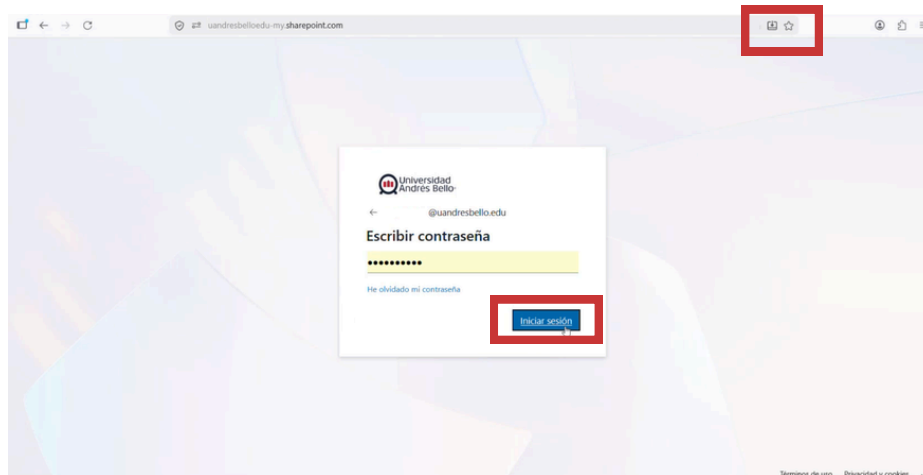 uandresbelloedu-my.sharepoint.com
Universidad
Andrés Bello
@uandresbello.edu
Escribir contraseña
••••••••••
He olvidado mi contraseña
Iniciar sesión
Términos de uso Privacidad y cookies